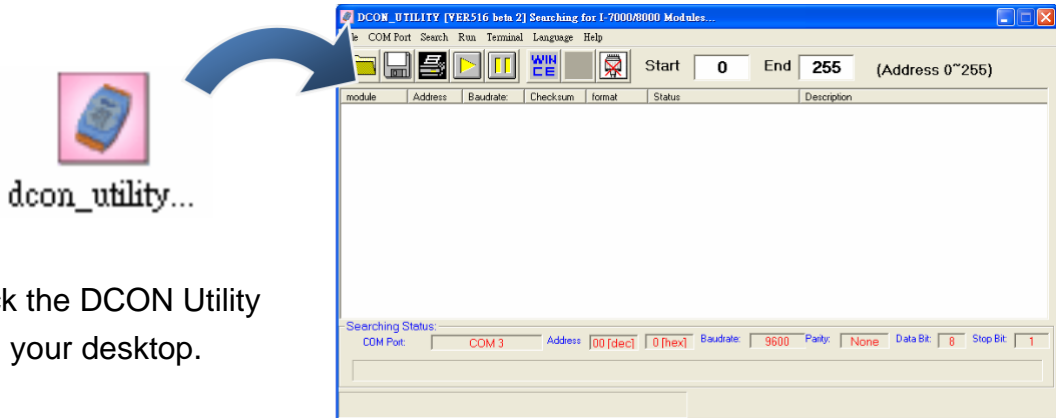 DCON_UTILITY [VER516 beta 2] Searching for I-7000/8000 Modules...
COM Port Search Run Terminal Language Help
WIN
CE
Start 0 End 255 (Address 0~255)
module Address Baudrate: Checksum format Status Description
dcon_utility...
k the DCON Utility
your desktop.
Searching Status:
COM Port: COM 3 Address 00 [dec] 0 [hex] Baudrate: 9600 Parity: None Data Bit: 8 Stop Bit: 1